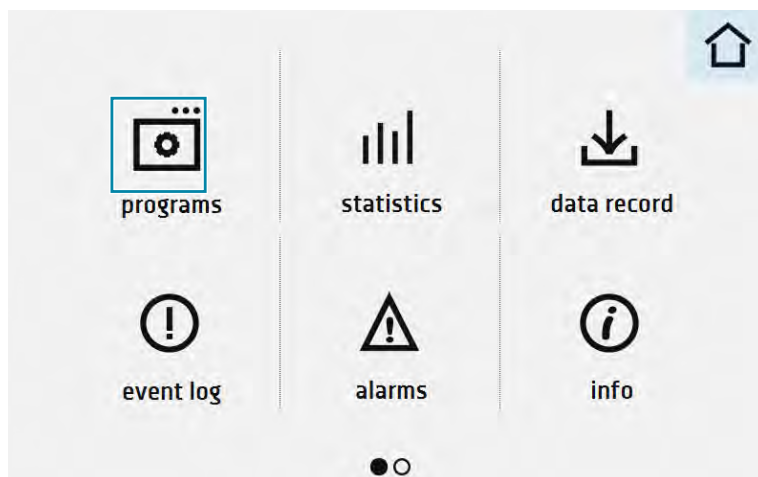 programs
statistics
data record
event log
alarms
info